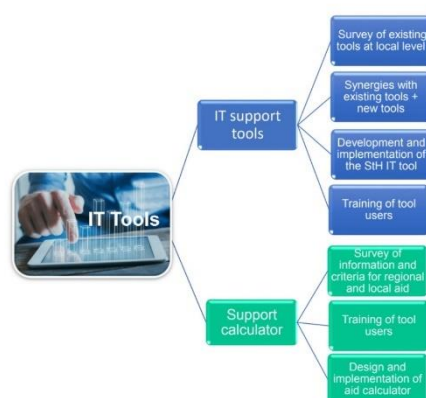 IT Tools
IT support
tools
Survey of existing
tools at local level
Synergies with
existing tools +
new tools
Development and
implementation of
the StH IT tool
Training of
tool users
Support
calculator
Survey of
information and
criteria for regional
and local aid
Training of
tool users
Design and
implementation of
aid calculator